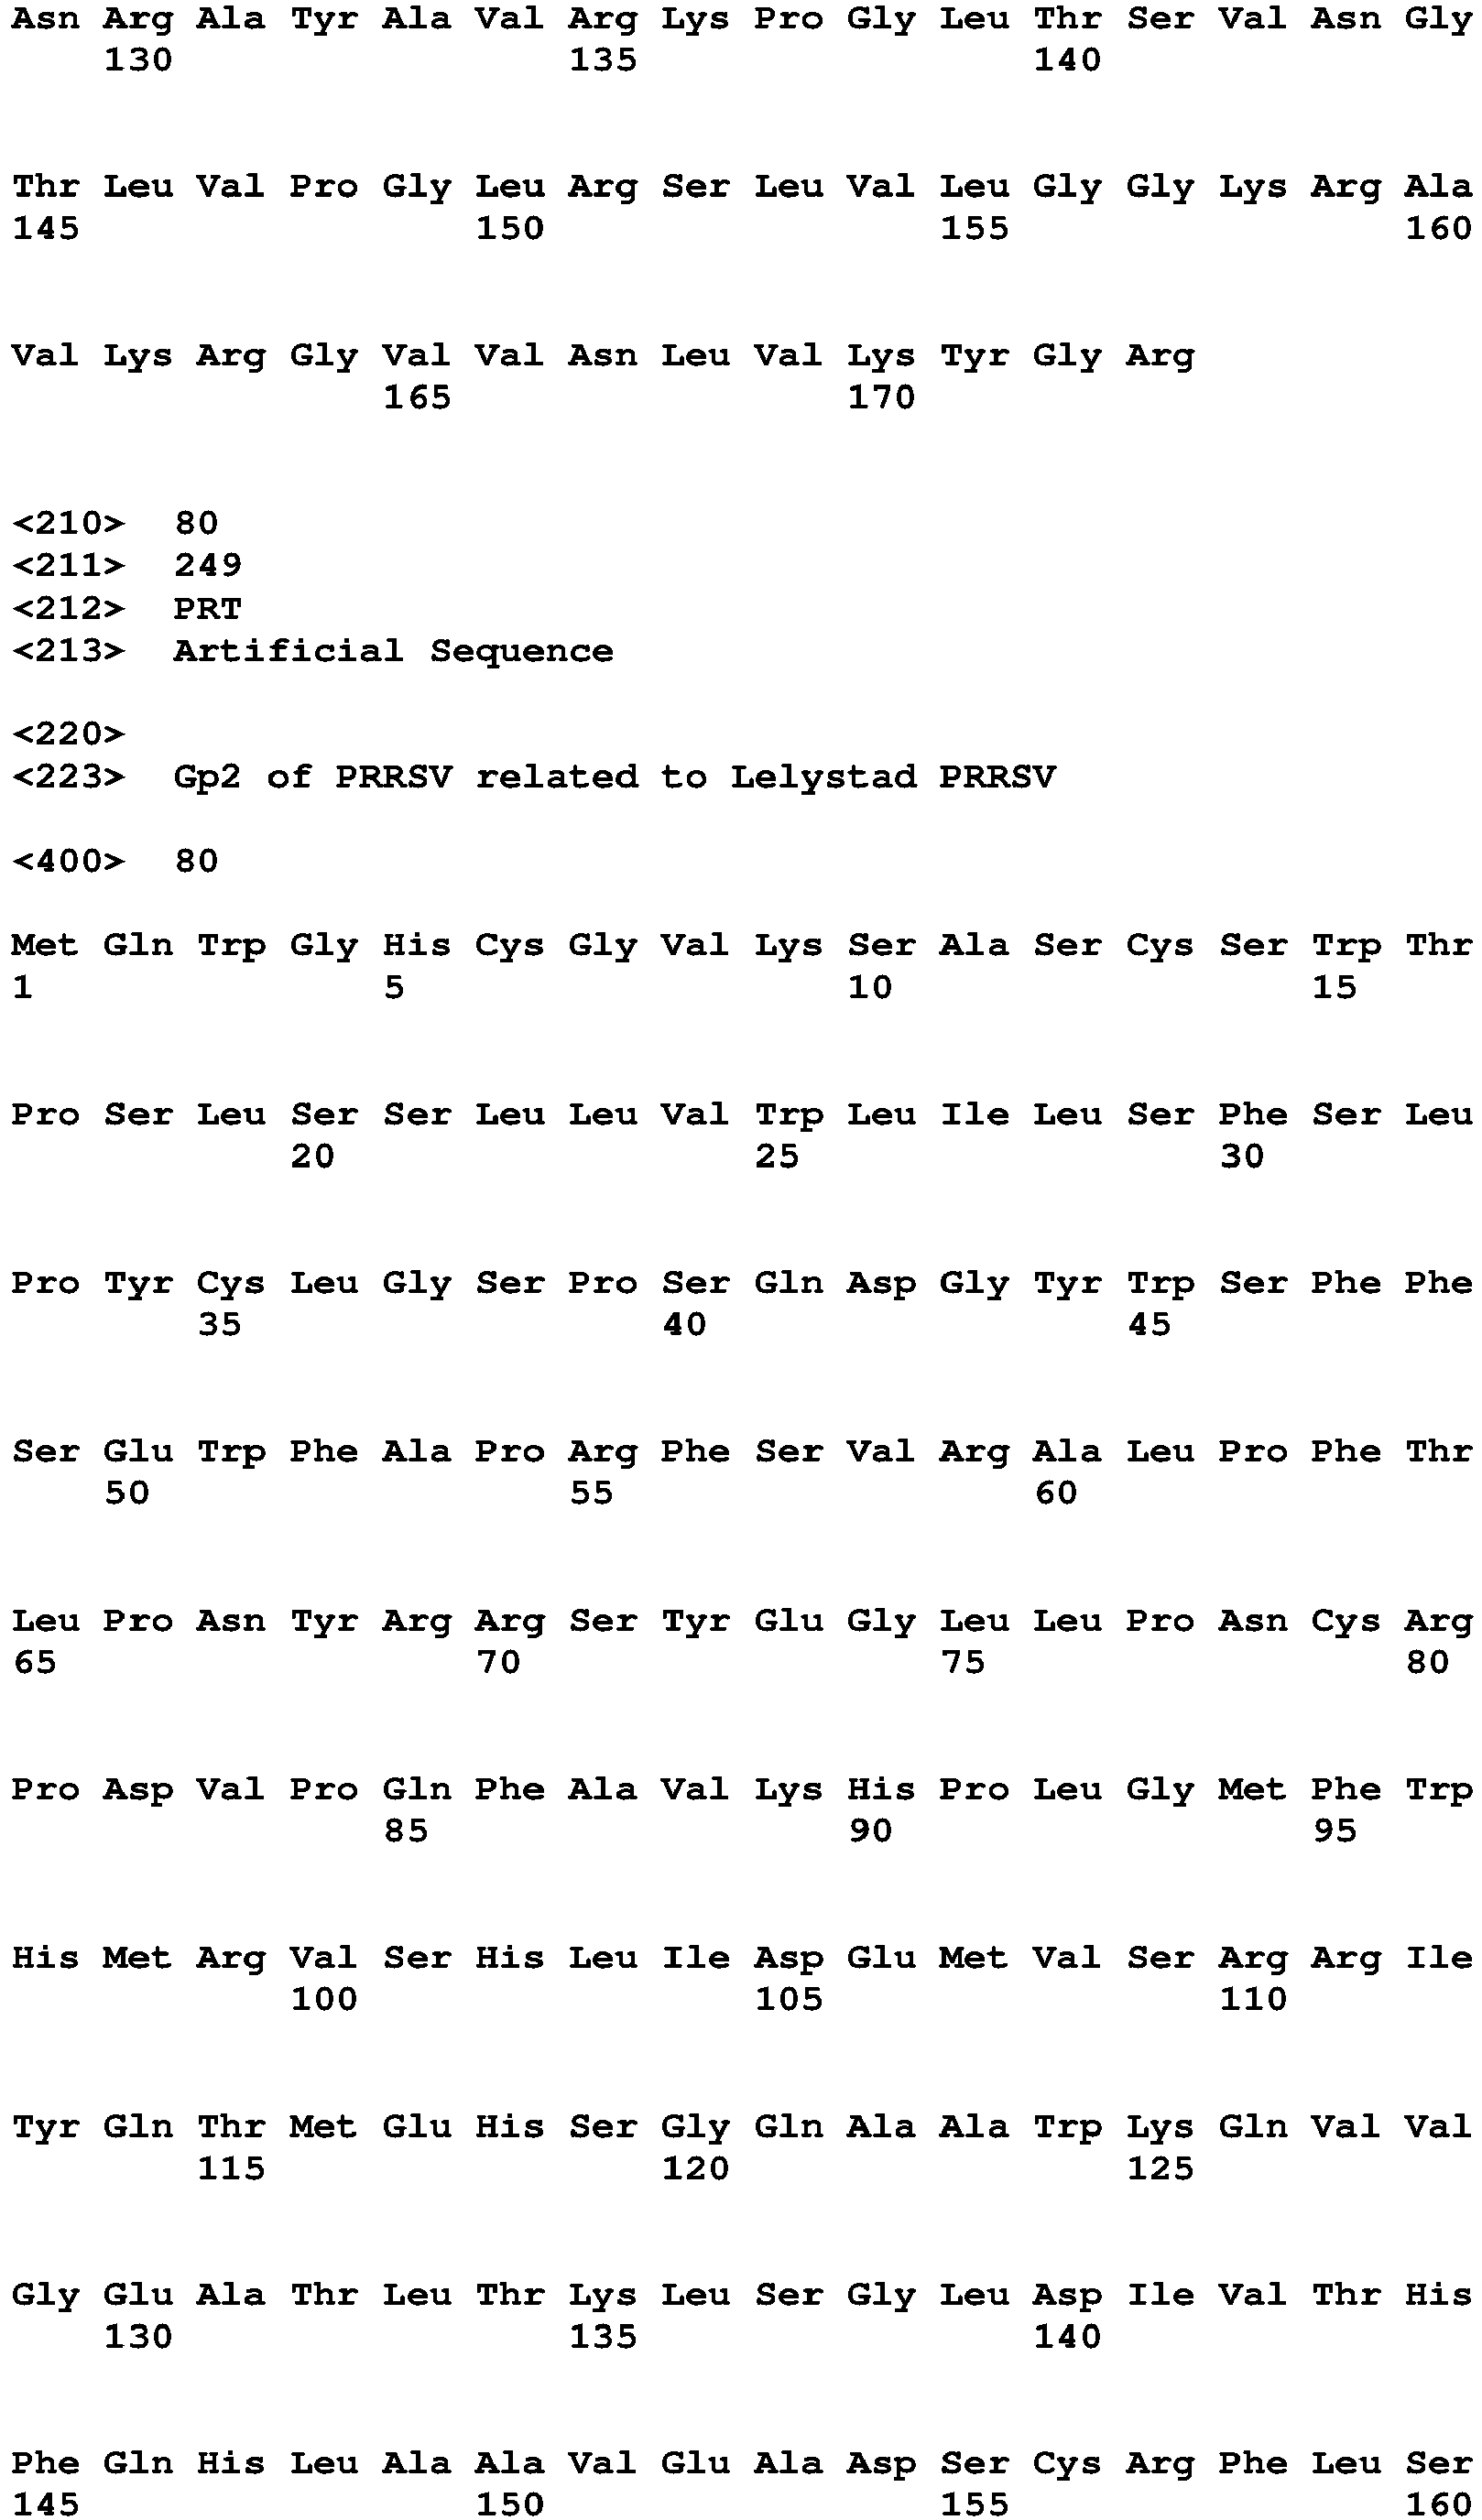 Asn Arg Ala Tyr Ala Val Arg Lys Pro Gly Leu Thr Ser Val Asn Gly
130 135 140
Thr Leu Val Pro Gly Leu Arg Ser Leu Val Leu Gly Gly Lys Arg Ala
145 150 155 160
Val Lys Arg Gly Val Val Asn Leu Val Lys Tyr Gly Arg
165 170
<210> 80
<211> 249
<212> PRT
<213> Artificial Sequence
<220>
<223> Gp2 of PRRSV related to Lelystad PRRSV
<400> 80
Met Gln Trp Gly His Cys Gly Val Lys Ser Ala Ser Cys Ser Trp Thr
1 5 10 15
Pro Ser Leu Ser Ser Leu Leu Val Trp Leu Ile Leu Ser Phe Ser Leu
20 25 30
Pro Tyr Cys Leu Gly Ser Pro Ser Gln Asp Gly Tyr Trp Ser Phe Phe
35 40 45
Ser Glu Trp Phe Ala Pro Arg Phe Ser Val Arg Ala Leu Pro Phe Thr
50 55 60
Leu Pro Asn Tyr Arg Arg Ser Tyr Glu Gly Leu Leu Pro Asn Cys Arg
65 70 75 80
Pro Asp Val Pro Gln Phe Ala Val Lys His Pro Leu Gly Met Phe Trp
85 90 95
His Met Arg Val Ser His Leu Ile Asp Glu Met Val Ser Arg Arg Ile
100 105 110
Tyr Gln Thr Met Glu His Ser Gly Gln Ala Ala Trp Lys Gln Val Val
115 120 125
Gly Glu Ala Thr Leu Thr Lys Leu Ser Gly Leu Asp Ile Val Thr His
130 135 140
Phe Gln His Leu Ala Ala Val Glu Ala Asp Ser Cys Arg Phe Leu Ser
145 150 155 160